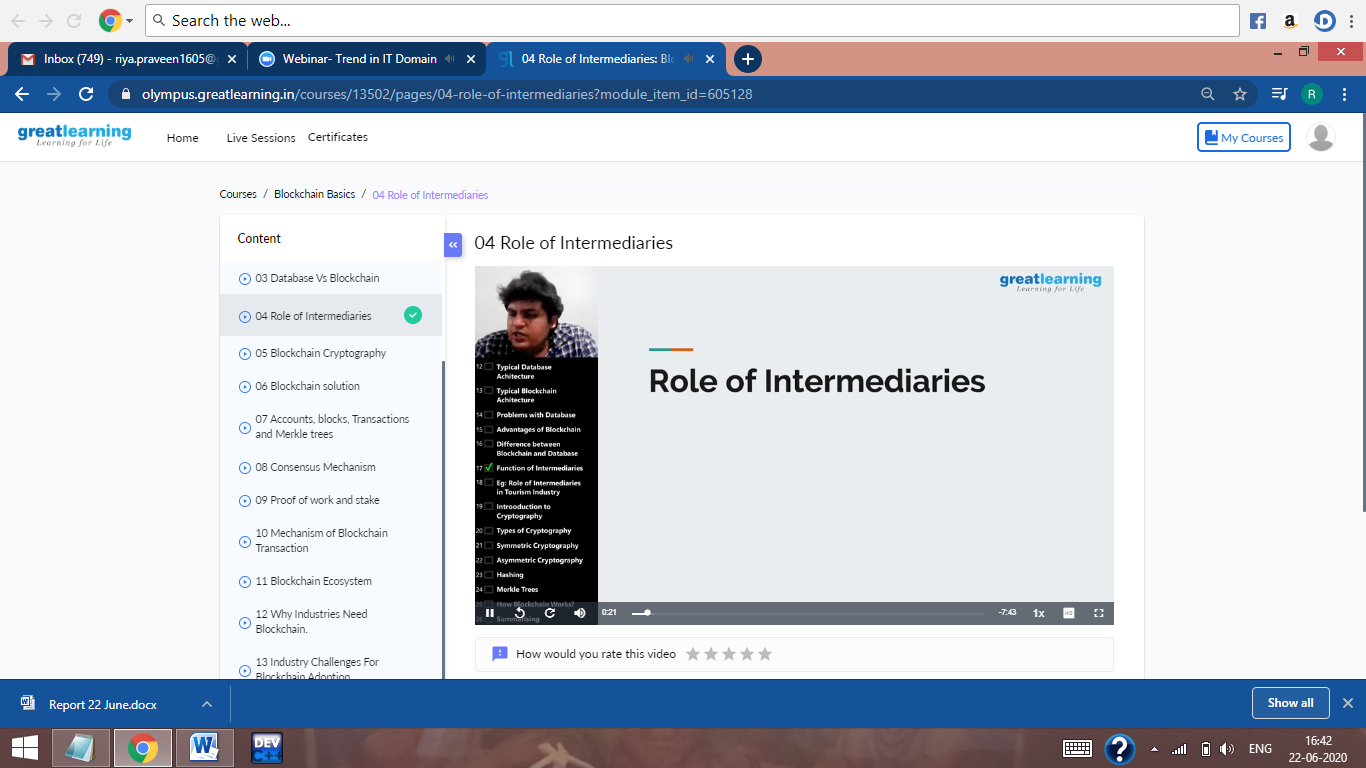 Search the web...
Inbox (749) - riya.praveen1605@
Webinar- Trend in IT Domain
04 Role of Intermediaries: Blo
olympus.greatlearning.in/courses/13502/pages/04-role-of-intermediaries?module_item_id=605128
R
greatlearning
Learning for Life
Home
Live Sessions
Certificates
My Courses
Courses / Blockchain Basics / 04 Role of Intermediaries
Content
03 Database Vs Blockchain
04 Role of Intermediaries
05 Blockchain Cryptography
06 Blockchain solution
07 Accounts, blocks, Transactions
and Merkle trees
08 Consensus Mechanism
09 Proof of work and stake
10 Mechanism of Blockchain
Transaction
11 Blockchain Ecosystem
12 Why Industries Need
Blockchain.
13 Industry Challenges For
Blockchain Adoption
04 Role of Intermediaries
greatlearning
Learning for Life
Role of Intermediaries
12 Typical Database
Achitecture
13 Typical Blockchain
Achitecture
14 Problems with Database
15 Advantages of Blockchain
16 Difference between
Blockchain and Database
17 Function of Intermediaries
18 Eg: Role of Intermediaries
in Tourism Industry
19 Introoduction to
Cryptography
20 Types of Cryptography
21 Symmetric Cryptography
22 Asymmetric Cryptography
23 Hashing
24 Merkle Trees
25 How Blockchain Works?
26 Summarising
0:21
-7:43
1x
HD
How would you rate this video
Report 22 June.docx
Show all
DEV
C++
ENG
16:42
22-06-2020